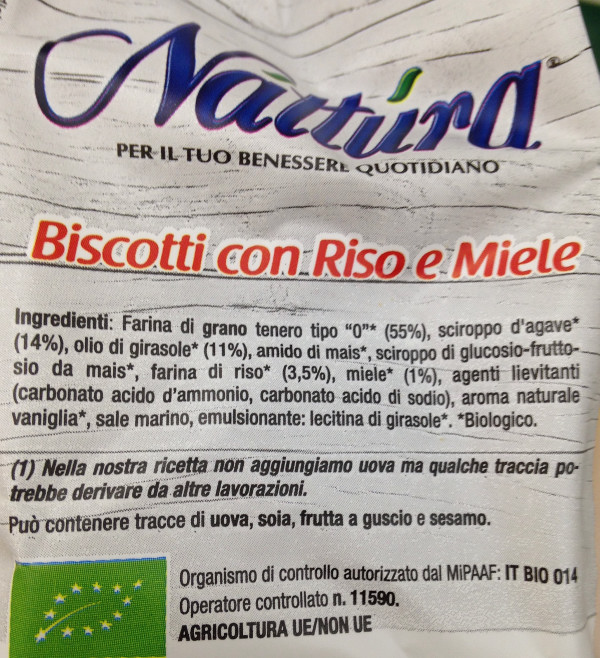 Nattúra
PER IL TUO BENESSERE QUOTIDIANO
Biscotti con Riso e Miele
Ingredienti: Farina di grano tenero tipo "0"* (55%), sciroppo d'agave*
(14%), olio di girasole* (11%), amido di mais*, sciroppo di glucosio-frutto-
sio da mais*, farina di riso* (3,5%), miele* (1%), agenti lievitanti
(carbonato acido d'ammonio, carbonato acido di sodio), aroma naturale
vaniglia*, sale marino, emulsionante: lecitina di girasole*. *Biologico.
(1) Nella nostra ricetta non aggiungiamo uova ma qualche traccia po-
trebbe derivare da altre lavorazioni.
Può contenere tracce di uova, soia, frutta a guscio e sesamo.
Organismo di controllo autorizzato dal MiPAAF: IT BIO 014
Operatore controllato n. 11590.
AGRICOLTURA UE/NON UE